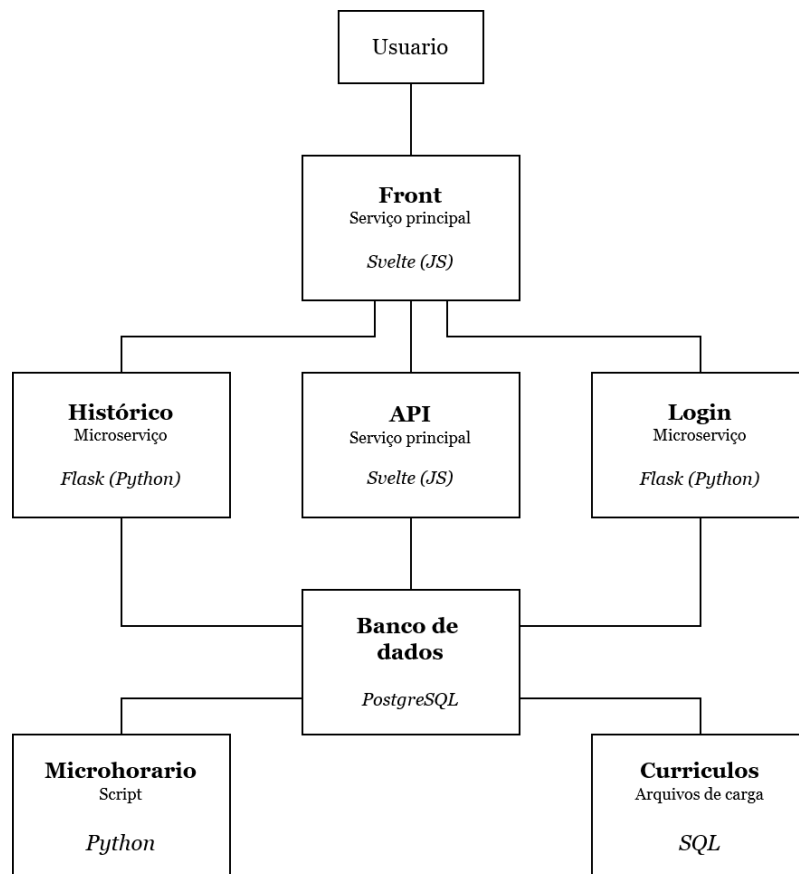 Usuario
Front
Serviço principal
Svelte (JS)
Histórico
Microserviço
Flask (Python)
API
Serviço principal
Svelte (JS)
Login
Microserviço
Flask (Python)
Banco de
dados
PostgreSQL
Microhorario
Script
Python
Curriculos
Arquivos de carga
SQL